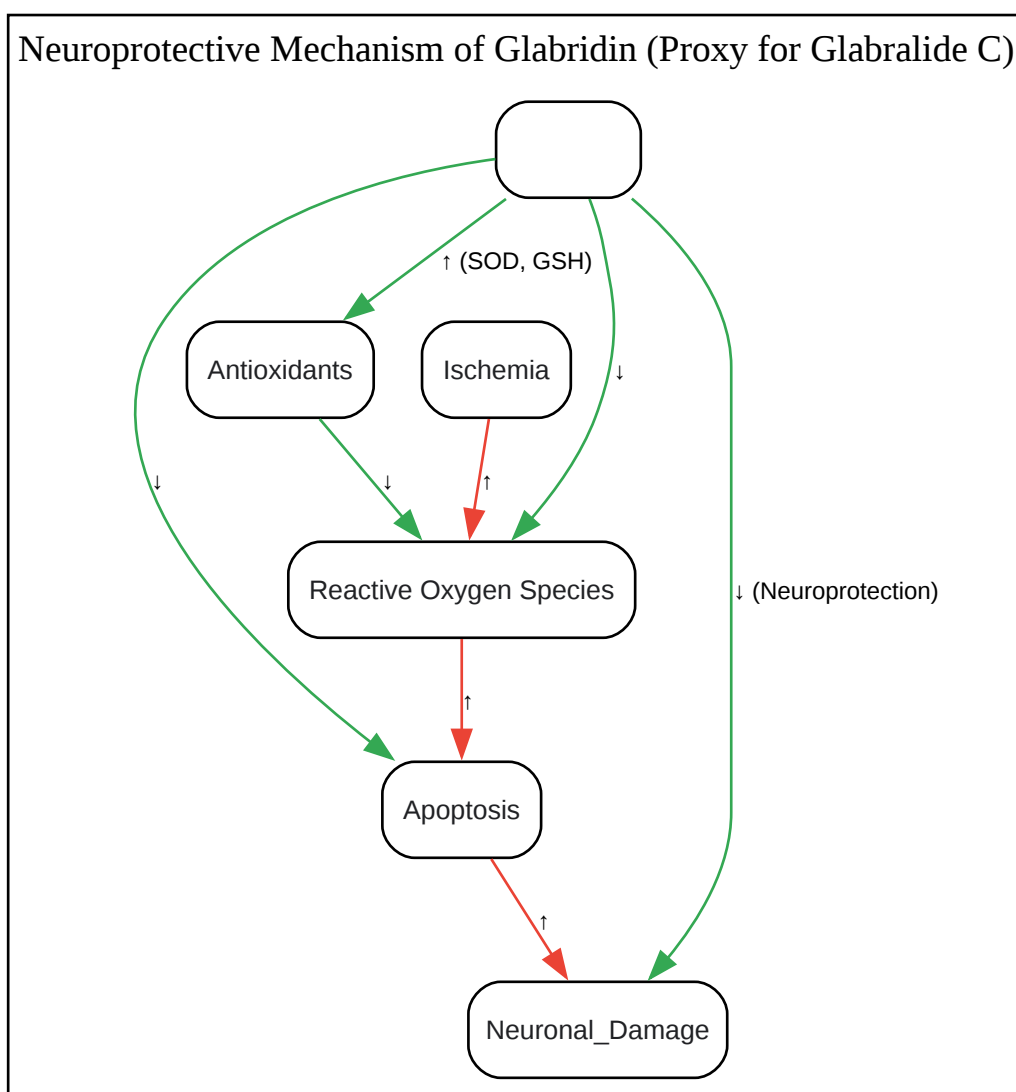 Neuroprotective Mechanism of Glabridin (Proxy for Glabralide C)
↑ (SOD, GSH)
Antioxidants
Ischemia
↓
↓
↓
↑
Reactive Oxygen Species
↓ (Neuroprotection)
↑
Apoptosis
↑
Neuronal_Damage